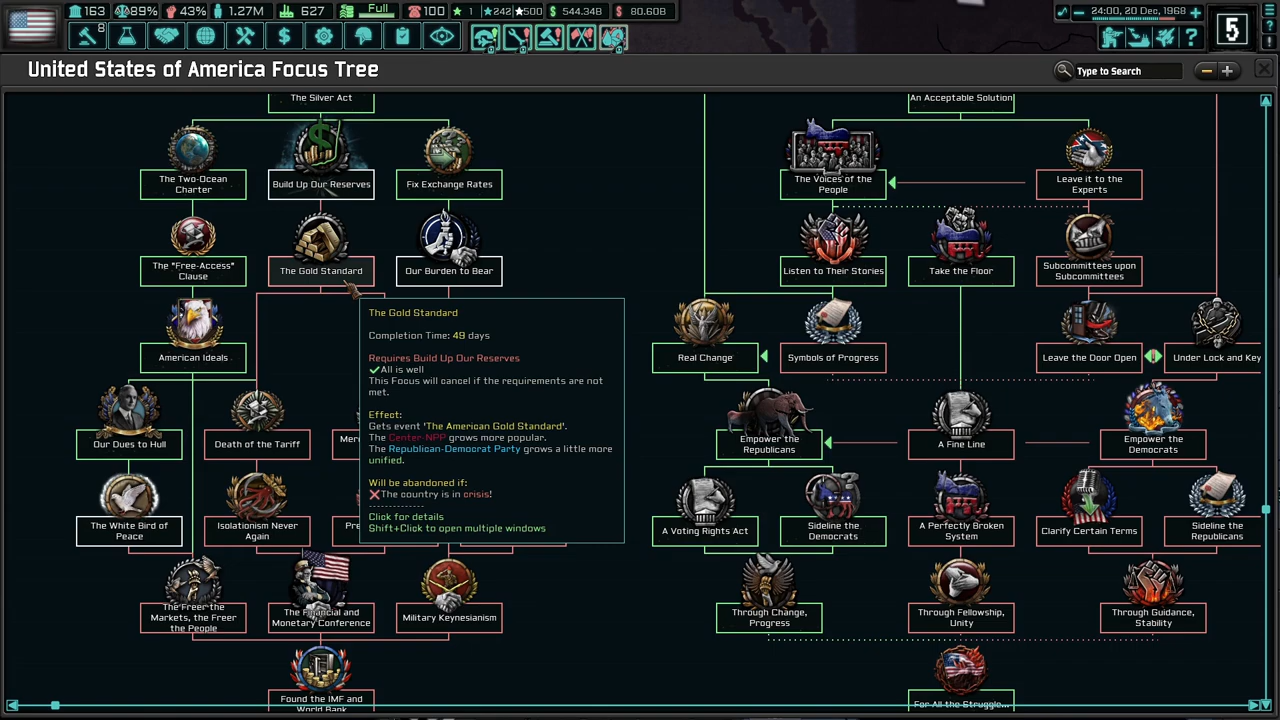 163 89% 43% 1.27M 627 Full 100 1 242 500 $ 544.34B $ 80.60B
24:00, 20 Dec, 1968
8
5
United States of America Focus Tree
Type to Search
The Silver Act
An Acceptable Solution
The Two-Ocean
Charter
Build Up Our Reserves
Fix Exchange Rates
The Voices of the
People
Leave it to the
Experts
The "Free-Access"
Clause
The Gold Standard
Our Burden to Bear
Listen to Their Stories
Take the Floor
Subcommittees upon
Subcommittees
American Ideals
Real Change
Symbols of Progress
Leave the Door Open
Under Lock and Key
The Gold Standard
Completion Time: 49 days
Requires Build Up Our Reserves
All is well
This Focus will cancel if the requirements are not
met.
Effect:
Gets event 'The American Gold Standard'.
The Center-NPP grows more popular.
The Republican-Democrat Party grows a little more
unified.
Will be abandoned if:
The country is in crisis!
--------------
Click for details
Shift+Click to open multiple windows
Our Dues to Hull
Death of the Tariff
Mer
Empower the
Republicans
A Fine Line
Empower the
Democrats
The White Bird of
Peace
Isolationism Never
Again
Pre
A Voting Rights Act
Sideline the
Democrats
A Perfectly Broken
System
Clarify Certain Terms
Sideline the
Republicans
The Freer the
Markets, the Freer
the People
The Financial and
Monetary Conference
Military Keynesianism
Through Change,
Progress
Through Fellowship,
Unity
Through Guidance,
Stability
Found the IMF and
World Bank
For All the Struggle...